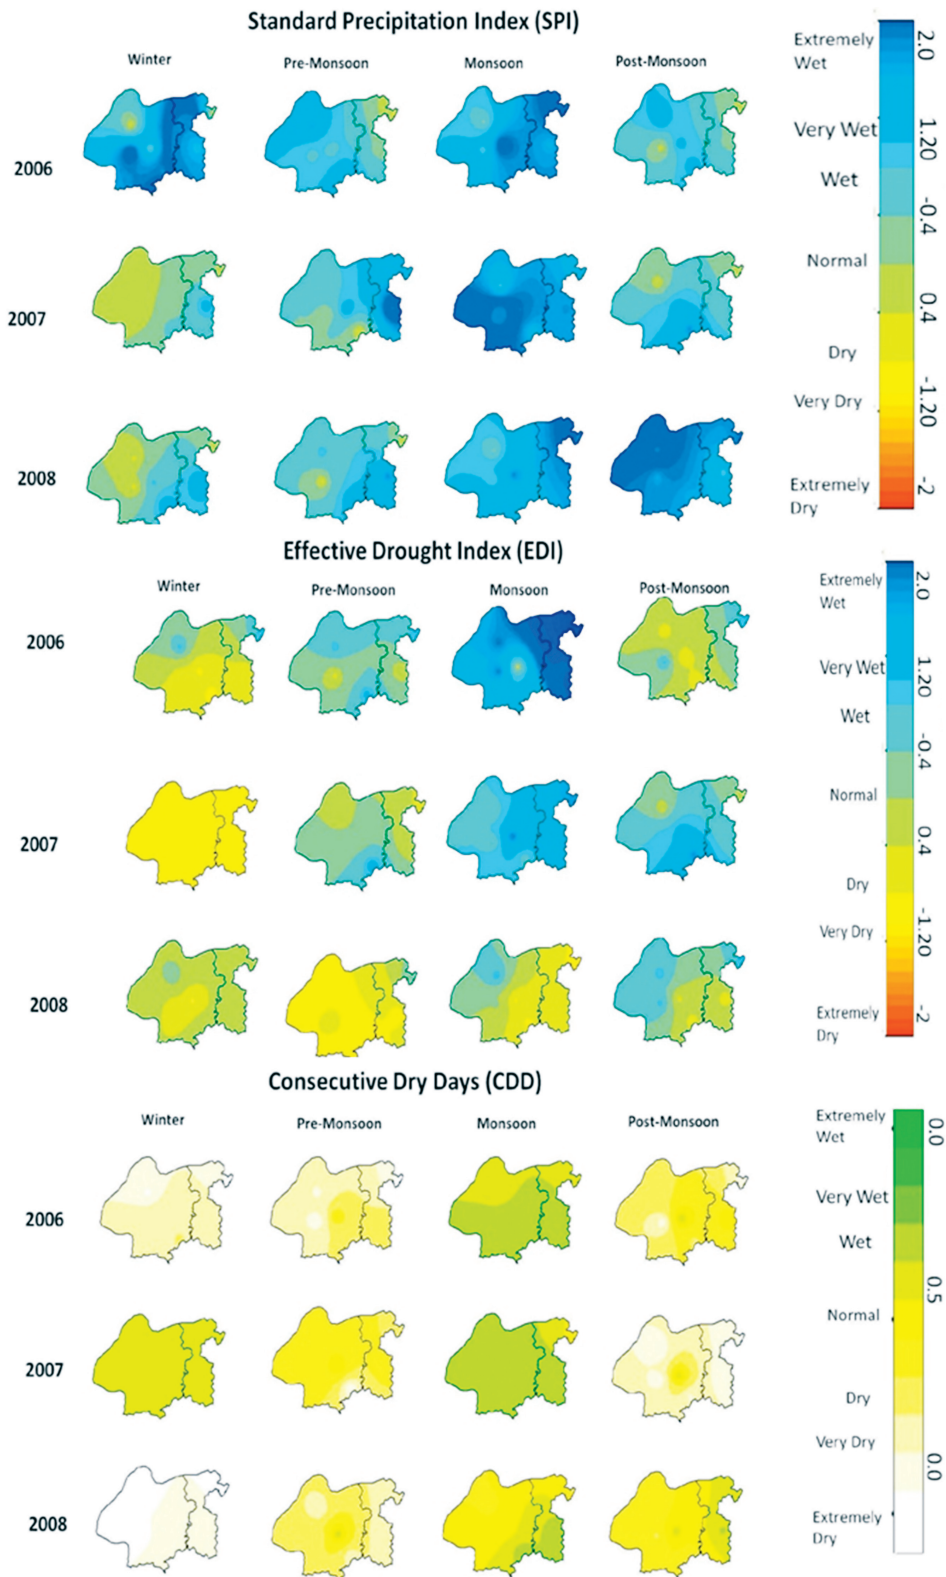 Standard Precipitation Index (SPI)
Winter
Pre-Monsoon
Monsoon
Post-Monsoon
2006
2007
2008
Extremely
Wet
Very Wet
Wet
Normal
Dry
Very Dry
Extremely
Dry
2.0
1.20
-0.4
0.4
-1.20
-2
Effective Drought Index (EDI)
Winter
Pre-Monsoon
Monsoon
Post-Monsoon
2006
2007
2008
Extremely
Wet
Very Wet
Wet
Normal
Dry
Very Dry
Extremely
Dry
2.0
1.20
-0.4
0.4
-1.20
-2
Consecutive Dry Days (CDD)
Winter
Pre-Monsoon
Monsoon
Post-Monsoon
2006
2007
2008
Extremely
Wet
Very Wet
Wet
Normal
Dry
Very Dry
Extremely
Dry
0.0
0.5
0.0